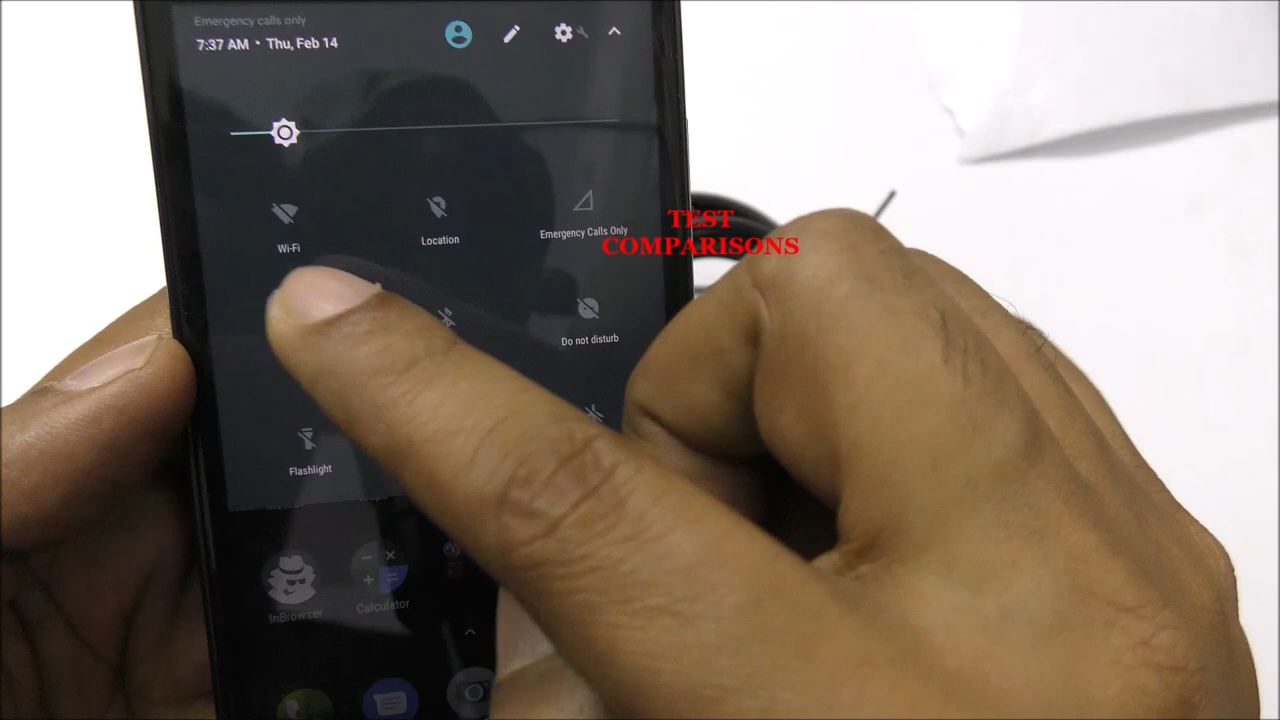 Emergency calls only
7:37 AM • Thu, Feb 14
Wi-Fi
Location
Emergency Calls Only
TEST
COMPARISONS
Do not disturb
Flashlight
InBrowser
Calculator